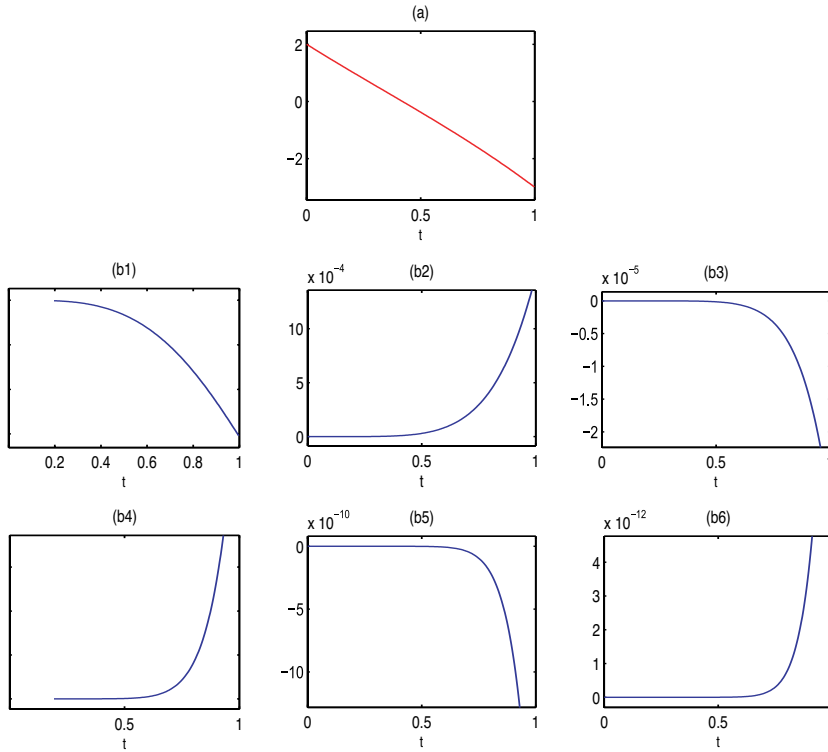 (a)
2
0
−2
0 0.5 1
t
(b1)
0.2 0.4 0.6 0.8 1
t
x 10⁻⁴ (b2)
10
5
0
0 0.5 1
t
x 10⁻⁵ (b3)
0
−0.5
−1
−1.5
−2
0 0.5 1
t
(b4)
0.5 1
t
x 10⁻¹⁰ (b5)
0
−5
−10
0 0.5 1
t
x 10⁻¹² (b6)
4
3
2
1
0
0 0.5 1
t